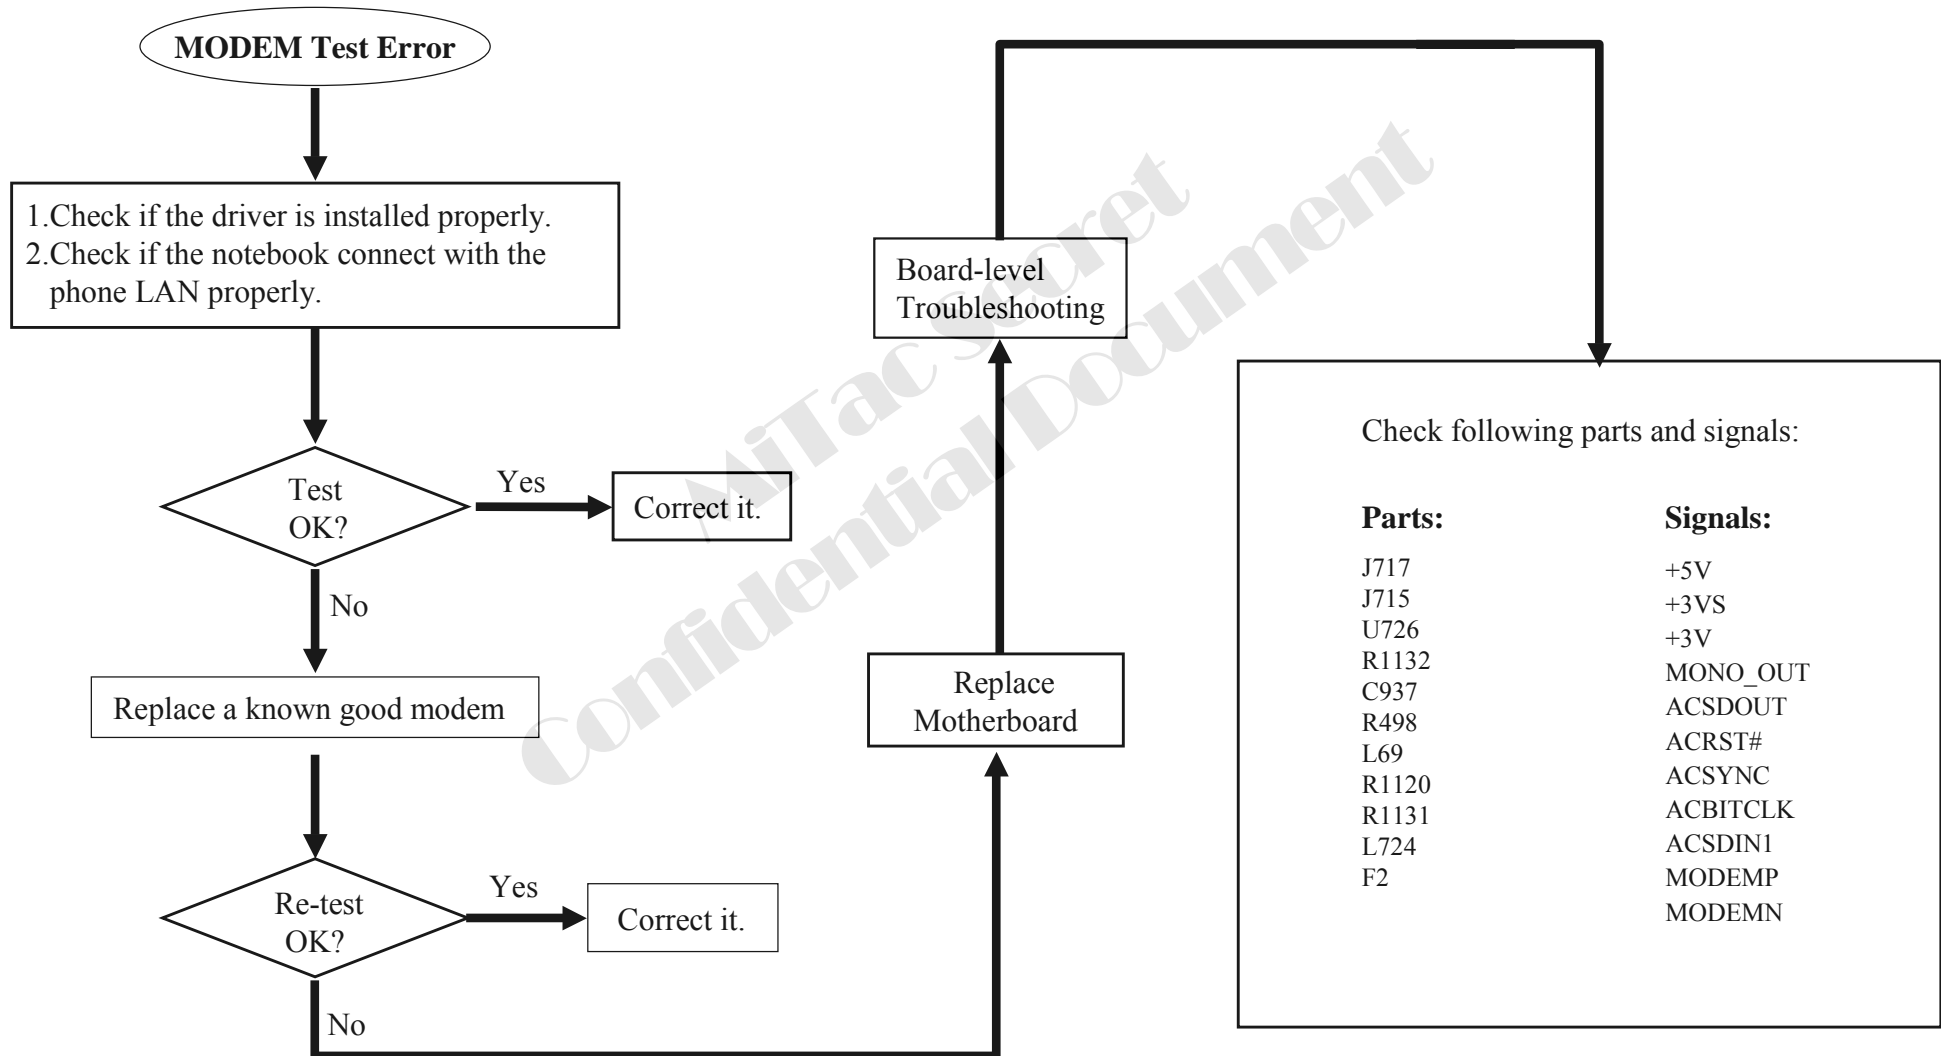 MODEM Test Error
1.Check if the driver is installed properly.
2.Check if the notebook connect with the
phone LAN properly.
Test
OK?
Yes
Correct it.
No
Replace a known good modem
Re-test
OK?
Yes
Correct it.
No
Replace
Motherboard
Board-level
Troubleshooting
Check following parts and signals:
Parts:
J717
J715
U726
R1132
C937
R498
L69
R1120
R1131
L724
F2
Signals:
+5V
+3VS
+3V
MONO_OUT
ACSDOUT
ACRST#
ACSYNC
ACBITCLK
ACSDIN1
MODEMP
MODEMN
MiTac Secret
Confidential Document